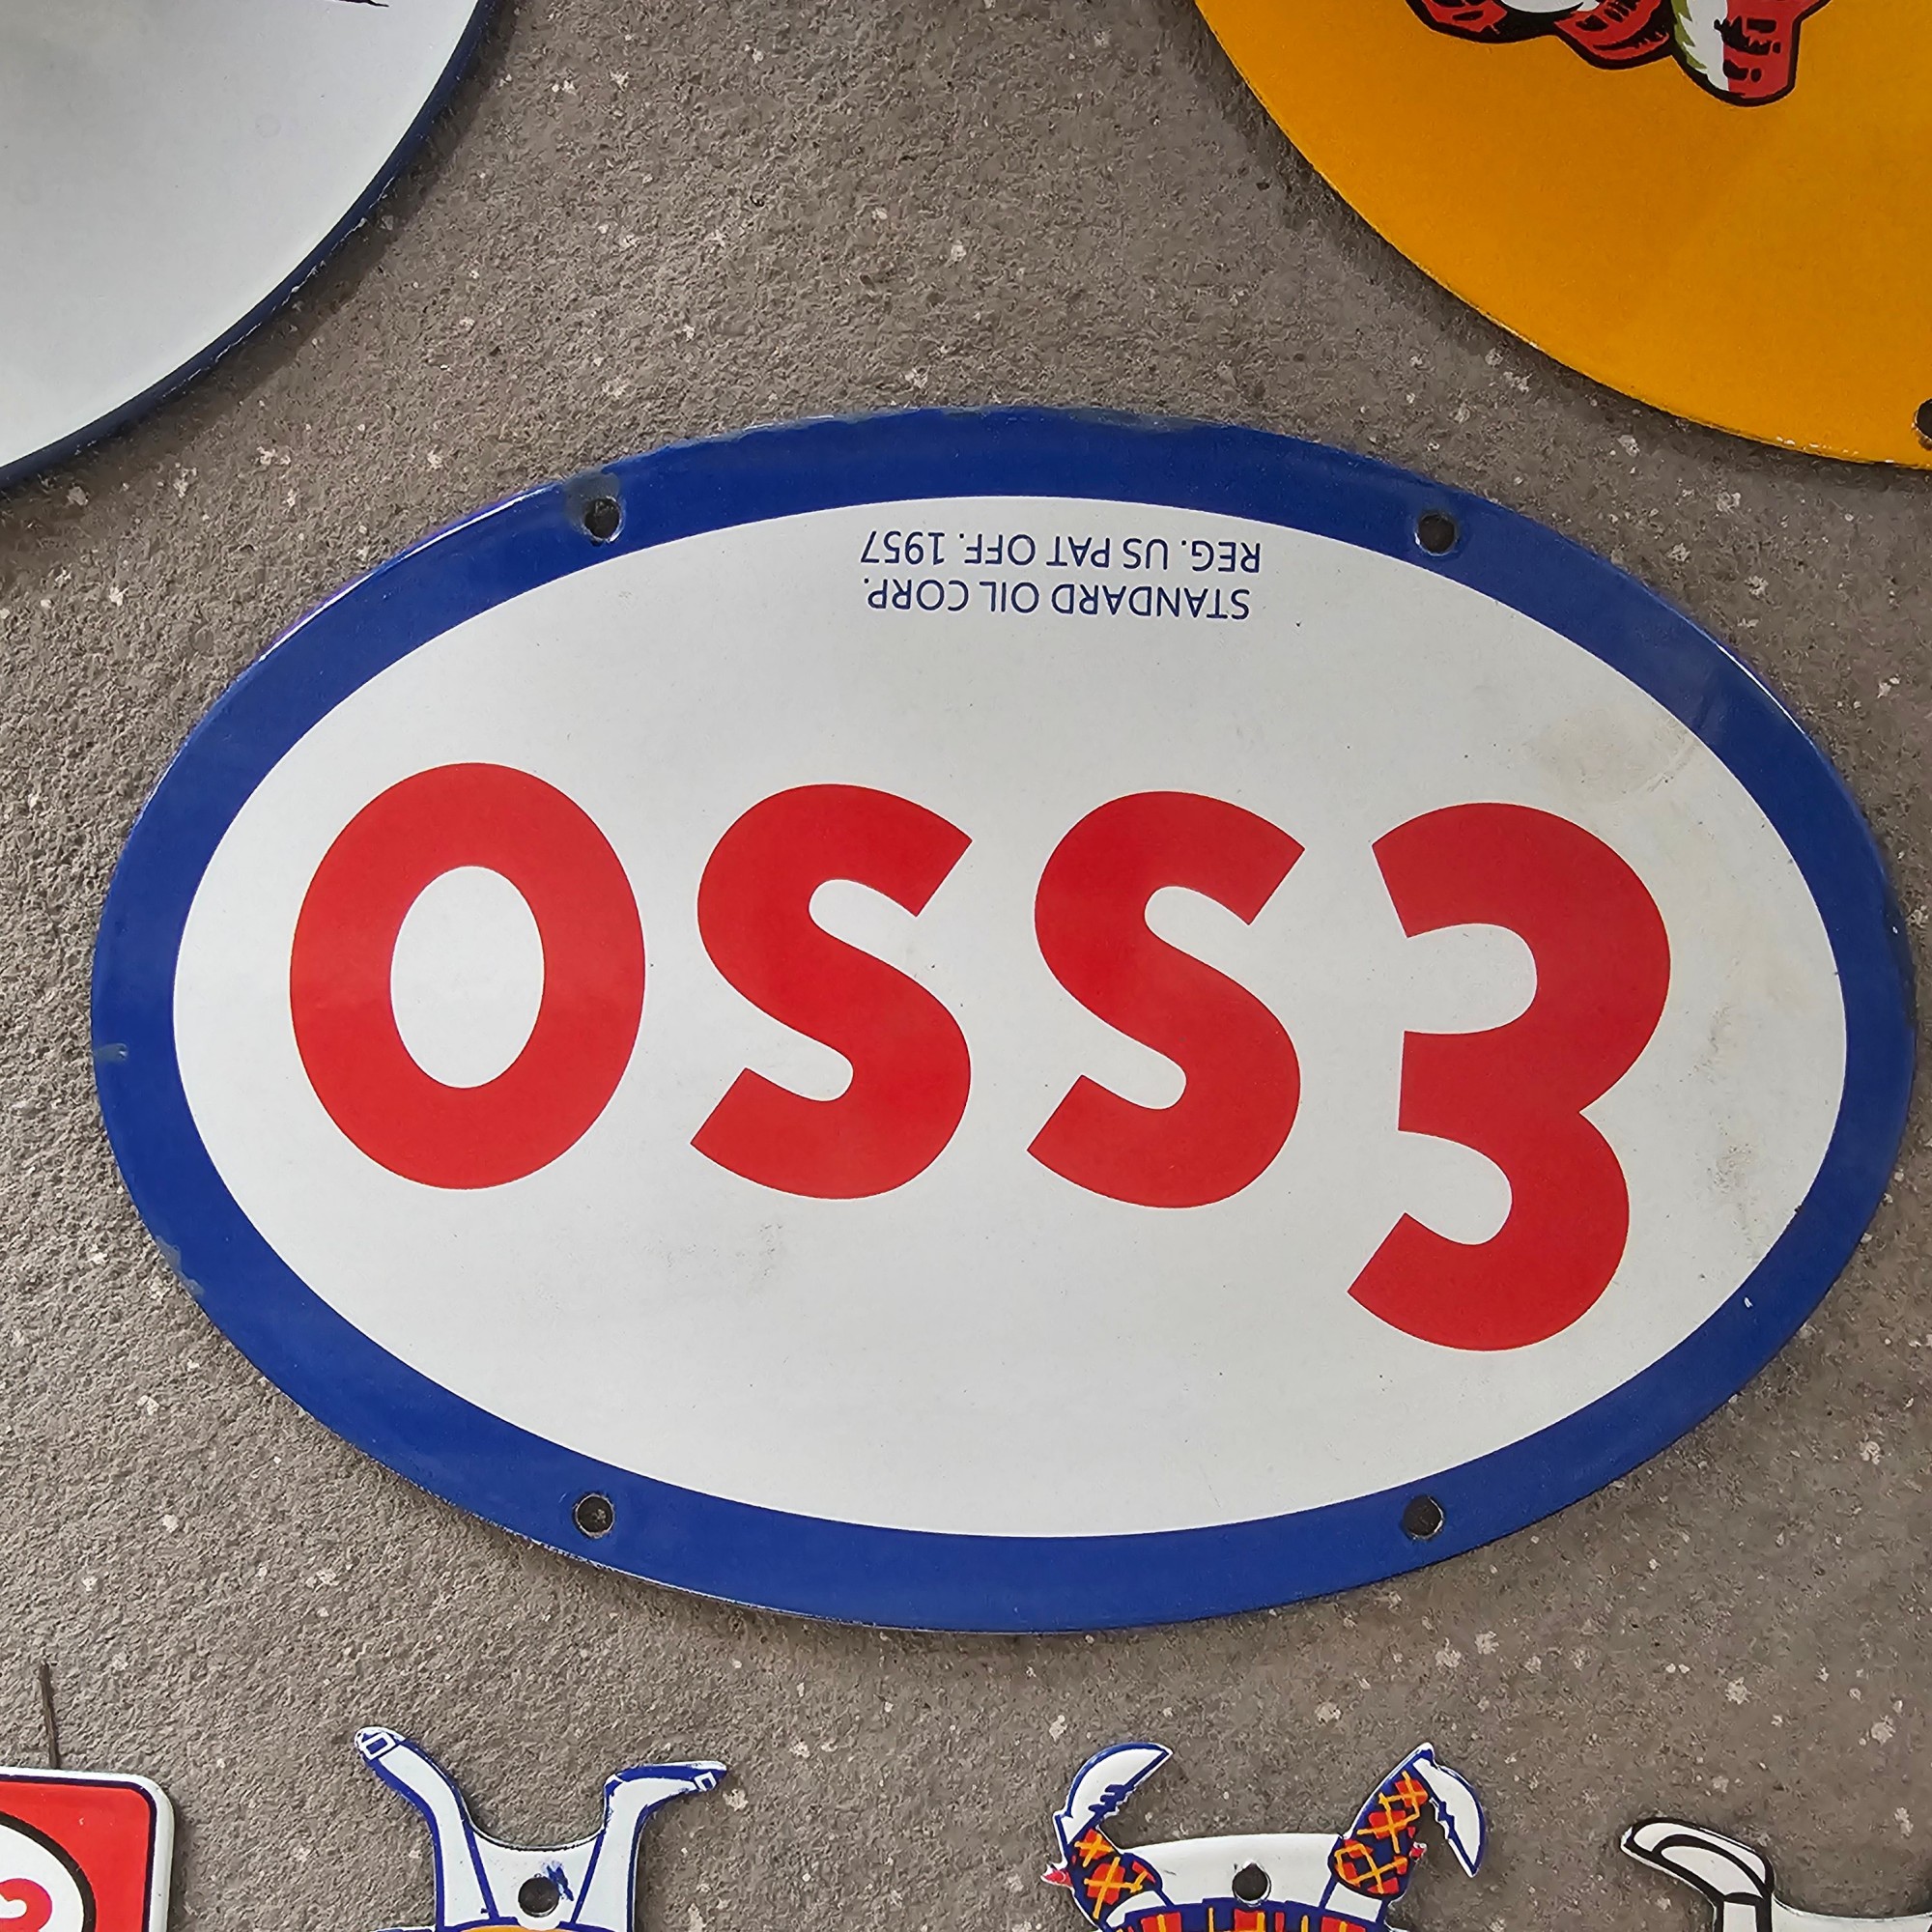 Esso
STANDARD OIL CORP.
REG. US PAT OFF. 1957